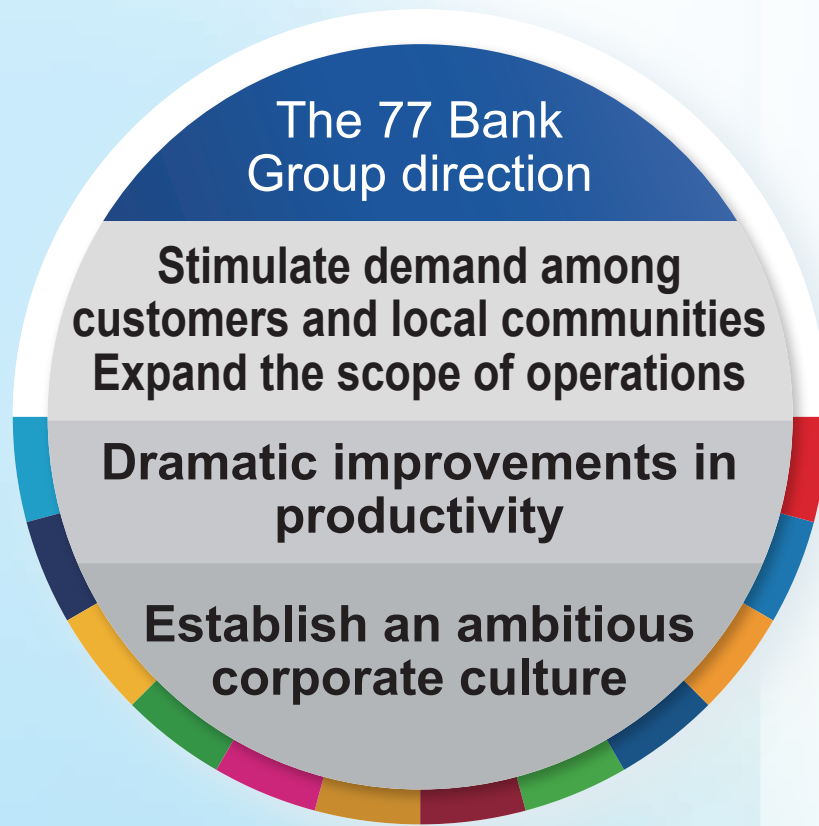 The 77 Bank
Group direction
Stimulate demand among
customers and local communities
Expand the scope of operations
Dramatic improvements in
productivity
Establish an ambitious
corporate culture